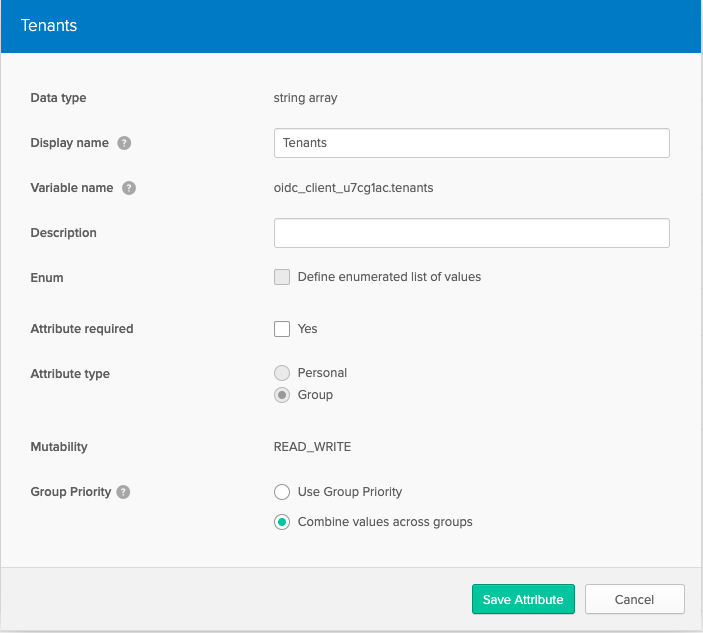 Tenants
Data type string array
Display name ? Tenants
Variable name ? oidc_client_u7cg1ac.tenants
Description
Enum Define enumerated list of values
Attribute required Yes
Attribute type Personal
Group
Mutability READ_WRITE
Group Priority ? Use Group Priority
Combine values across groups
Save Attribute Cancel